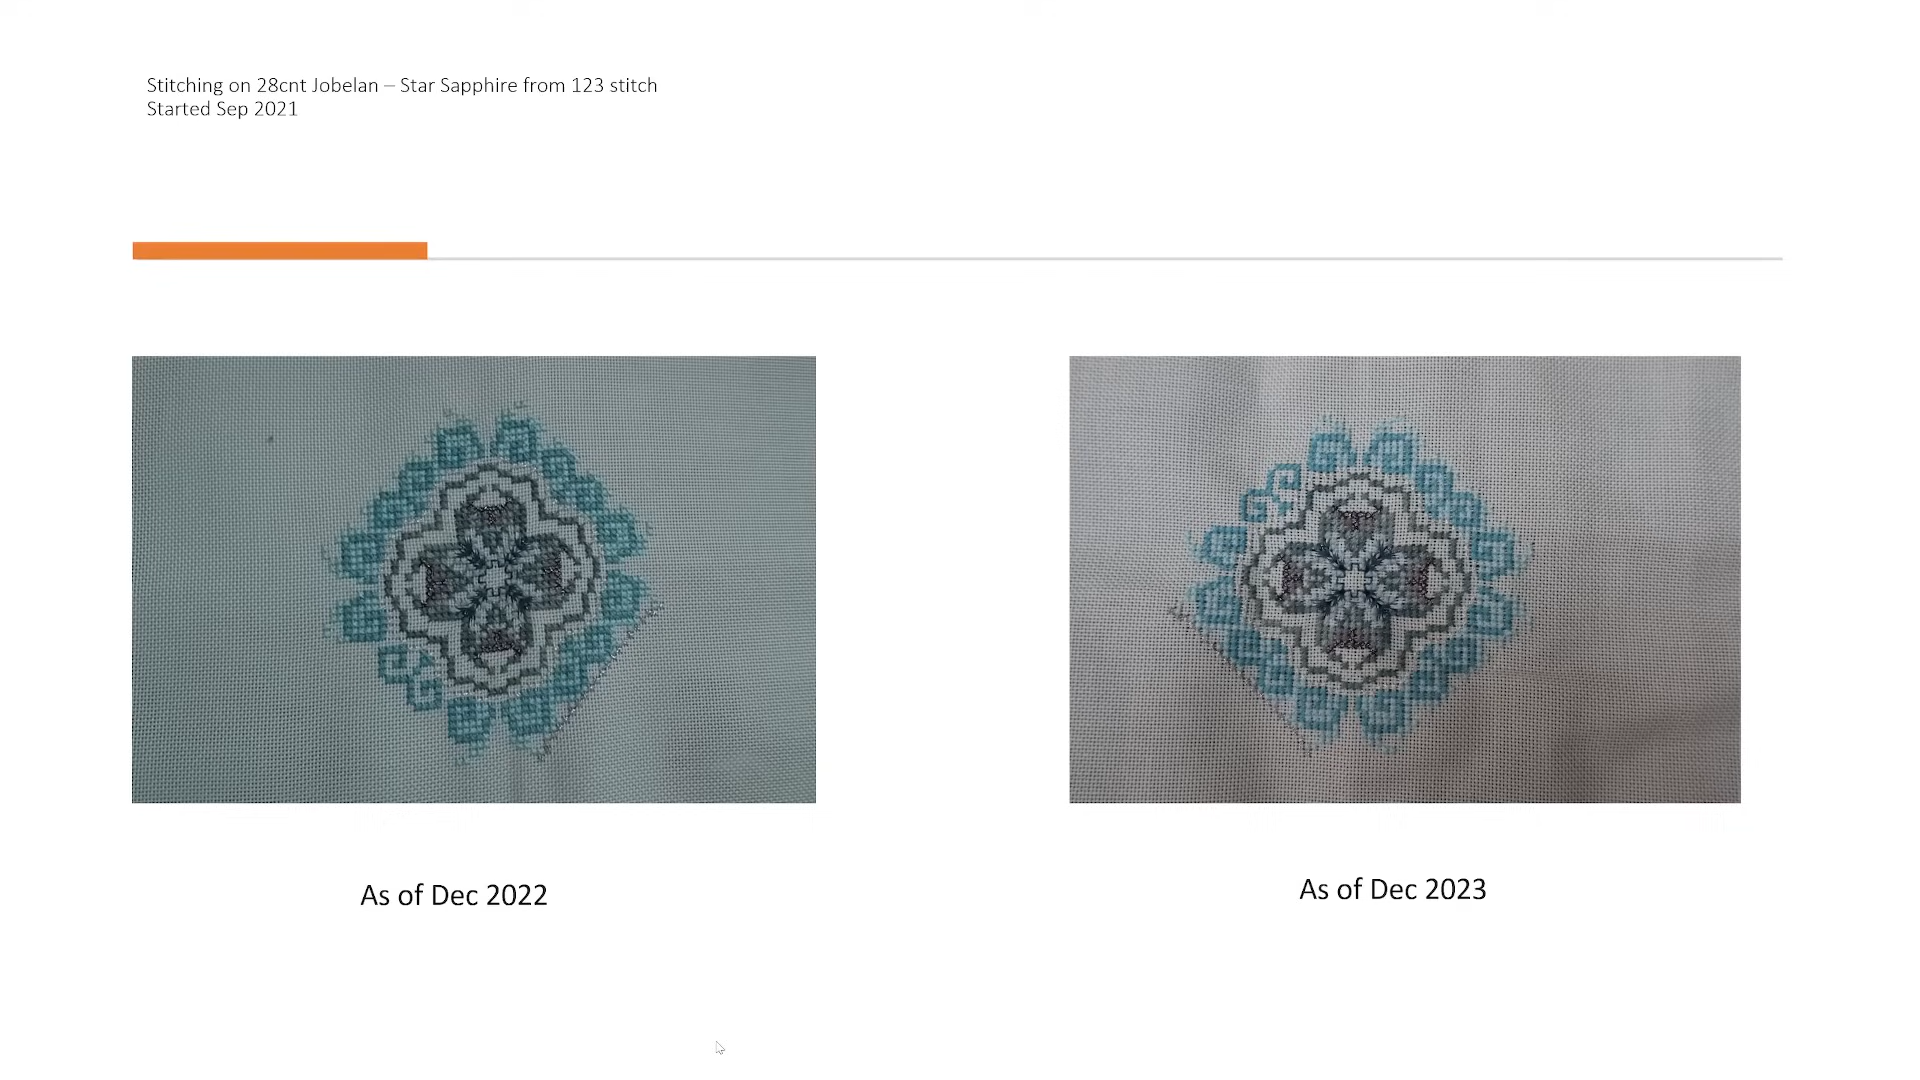 Stitching on 28cnt Jobelan – Star Sapphire from 123 stitch
Started Sep 2021
As of Dec 2022
As of Dec 2023